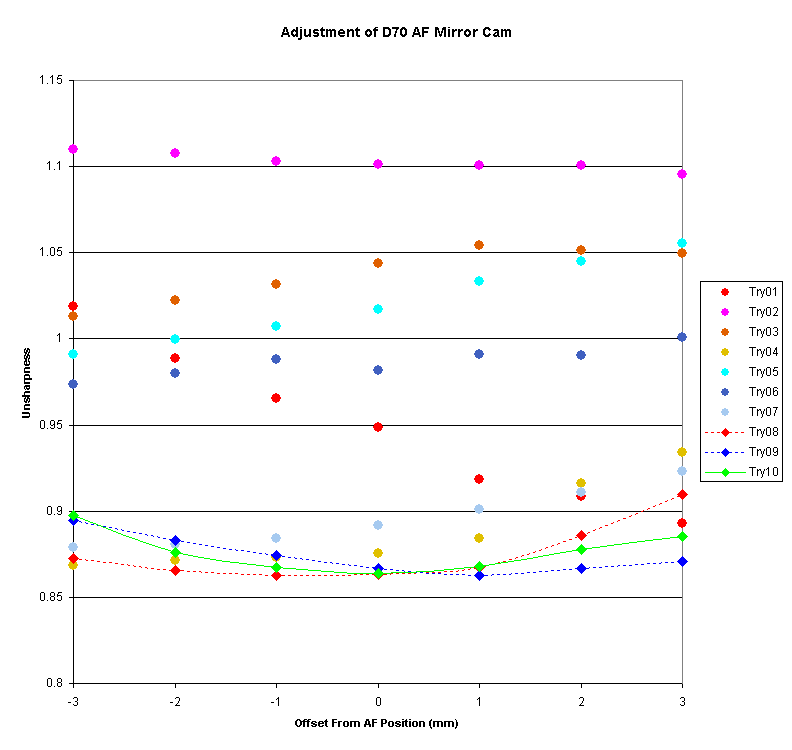 Adjustment of D70 AF Mirror Cam
1.15
1.1
1.05
1
0.95
0.9
0.85
0.8
Unsharpness
-3 -2 -1 0 1 2 3
Offset From AF Position (mm)
Try01
Try02
Try03
Try04
Try05
Try06
Try07
Try08
Try09
Try10